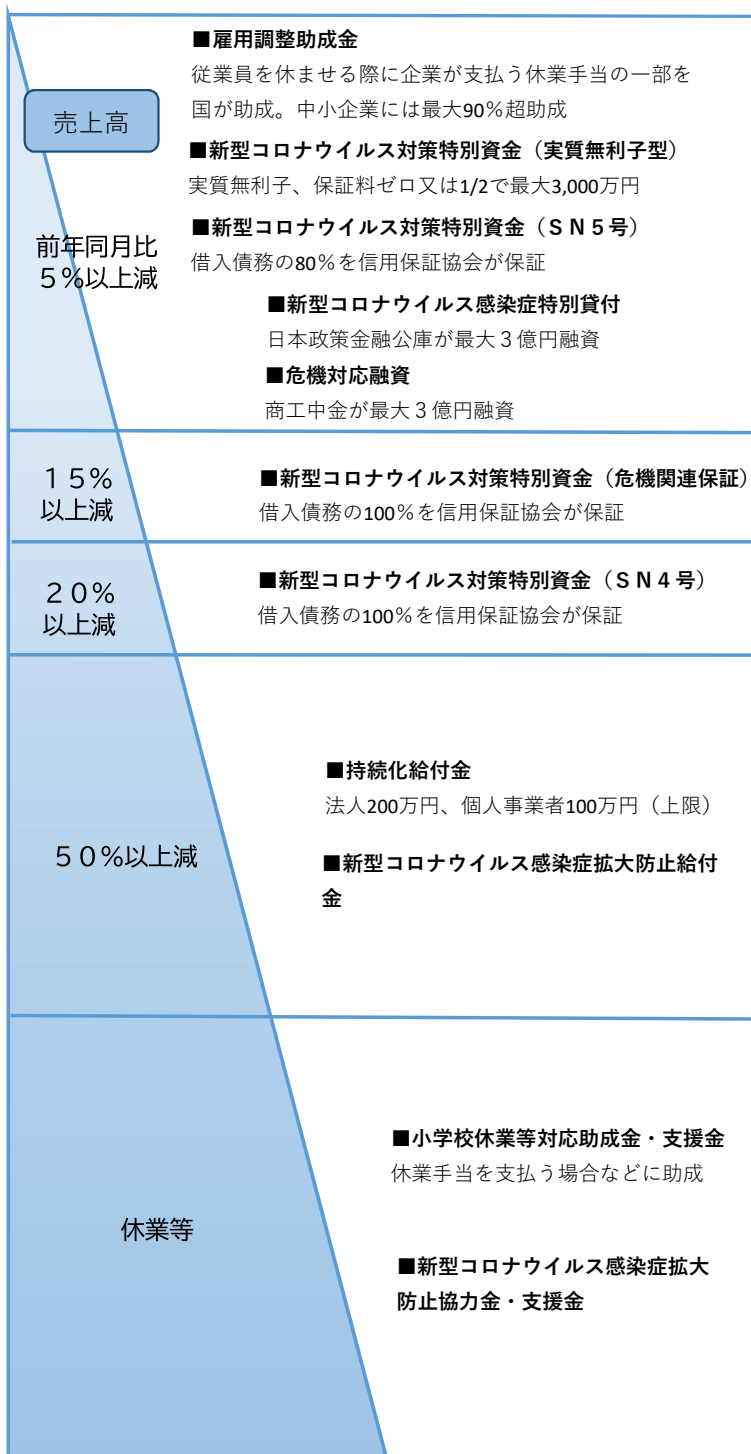 売上高
前年同月比
５%以上減
■雇用調整助成金
従業員を休ませる際に企業が支払う休業手当の一部を
国が助成。中小企業には最大90％超助成
■新型コロナウイルス対策特別資金（実質無利子型）
実質無利子、保証料ゼロ又は1/2で最大3,000万円
■新型コロナウイルス対策特別資金（ＳＮ５号）
借入債務の80％を信用保証協会が保証
■新型コロナウイルス感染症特別貸付
日本政策金融公庫が最大３億円融資
■危機対応融資
商工中金が最大３億円融資
１５%
以上減
■新型コロナウイルス対策特別資金（危機関連保証）
借入債務の100％を信用保証協会が保証
２０%
以上減
■新型コロナウイルス対策特別資金（ＳＮ４号）
借入債務の100％を信用保証協会が保証
５０%以上減
■持続化給付金
法人200万円、個人事業者100万円（上限）
■新型コロナウイルス感染症拡大防止給付
金
休業等
■小学校休業等対応助成金・支援金
休業手当を支払う場合などに助成
■新型コロナウイルス感染症拡大
防止協力金・支援金